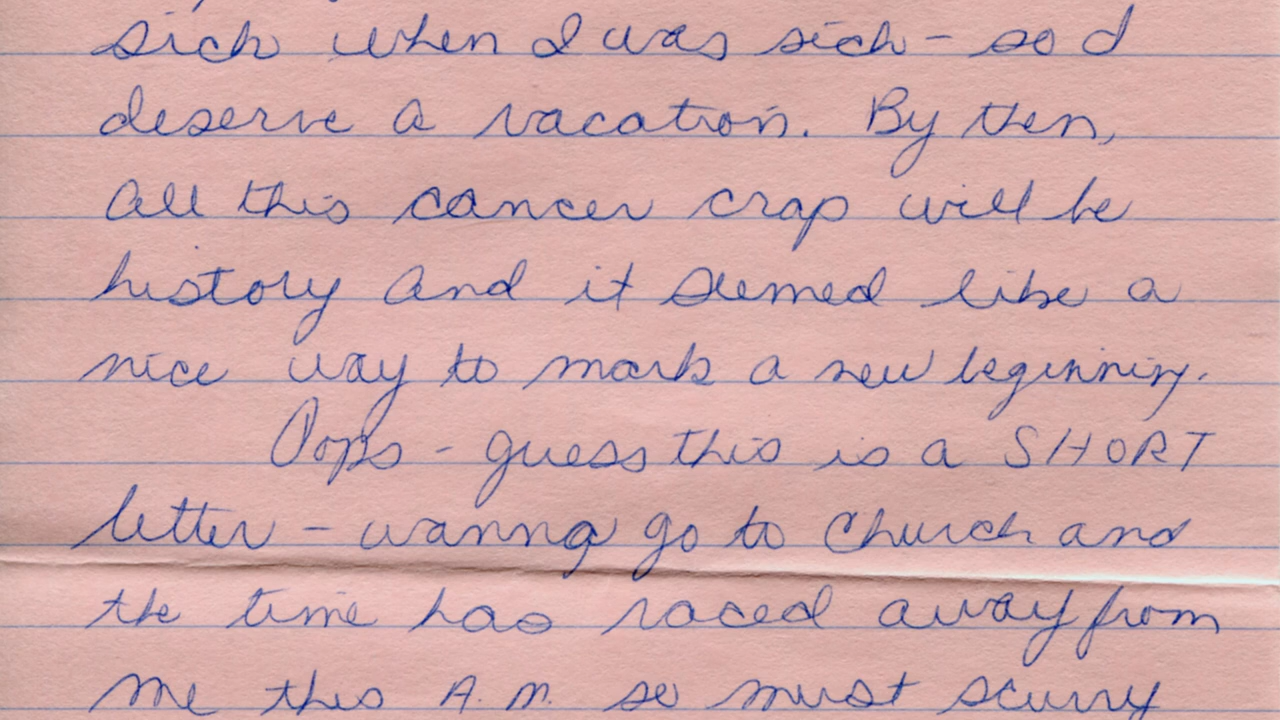 sick when I was sick - so I
deserve a vacation. By then,
all this cancer crap will be
history and it seemed like a
nice way to mark a new beginning.
Oops - guess this is a SHORT
letter - wanna go to Church and
the time has raced away from
me this A.M. so must scurry